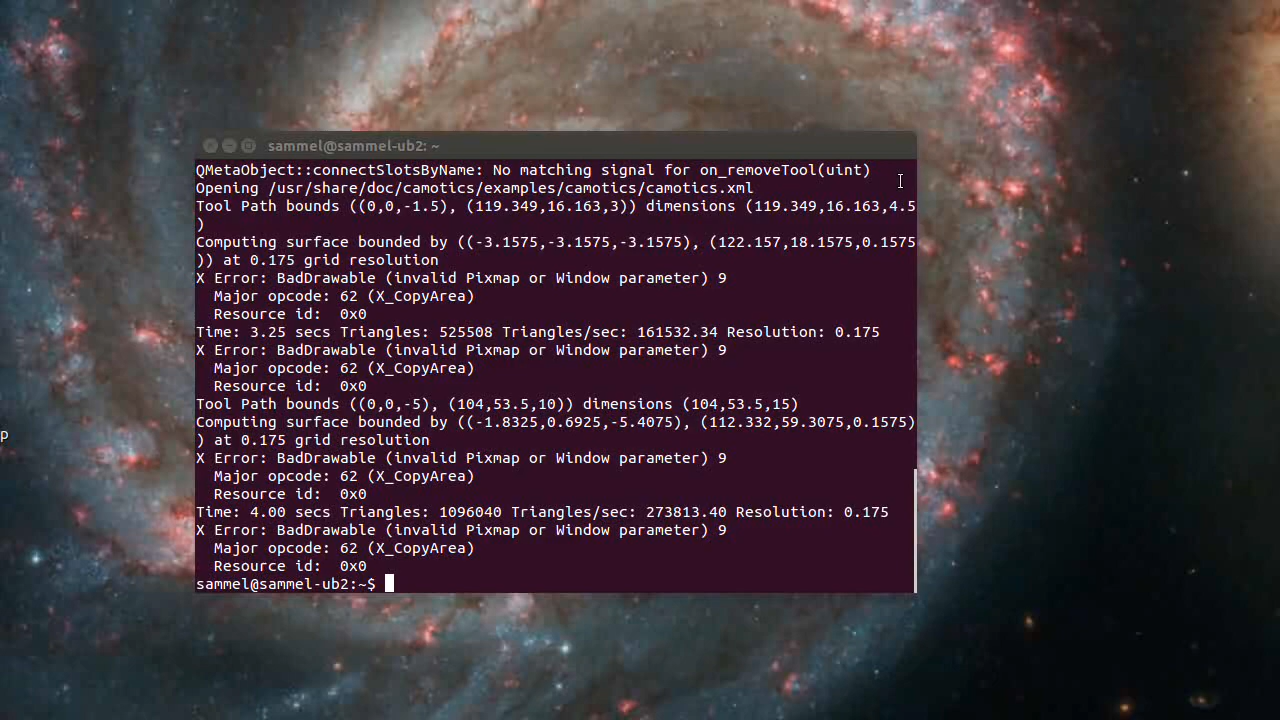 sammel@sammel-ub2: ~
QMetaObject::connectSlotsByName: No matching signal for on_removeTool(uint)
Opening /usr/share/doc/camotics/examples/camotics/camotics.xml
Tool Path bounds ((0,0,-1.5), (119.349,16.163,3)) dimensions (119.349,16.163,4.5
)
Computing surface bounded by ((-3.1575,-3.1575,-3.1575), (122.157,18.1575,0.1575
)) at 0.175 grid resolution
X Error: BadDrawable (invalid Pixmap or Window parameter) 9
  Major opcode: 62 (X_CopyArea)
  Resource id:  0x0
Time: 3.25 secs Triangles: 525508 Triangles/sec: 161532.34 Resolution: 0.175
X Error: BadDrawable (invalid Pixmap or Window parameter) 9
  Major opcode: 62 (X_CopyArea)
  Resource id:  0x0
Tool Path bounds ((0,0,-5), (104,53.5,10)) dimensions (104,53.5,15)
Computing surface bounded by ((-1.8325,0.6925,-5.4075), (112.332,59.3075,0.1575)
) at 0.175 grid resolution
p
X Error: BadDrawable (invalid Pixmap or Window parameter) 9
  Major opcode: 62 (X_CopyArea)
  Resource id:  0x0
Time: 4.00 secs Triangles: 1096040 Triangles/sec: 273813.40 Resolution: 0.175
X Error: BadDrawable (invalid Pixmap or Window parameter) 9
  Major opcode: 62 (X_CopyArea)
  Resource id:  0x0
sammel@sammel-ub2:~$